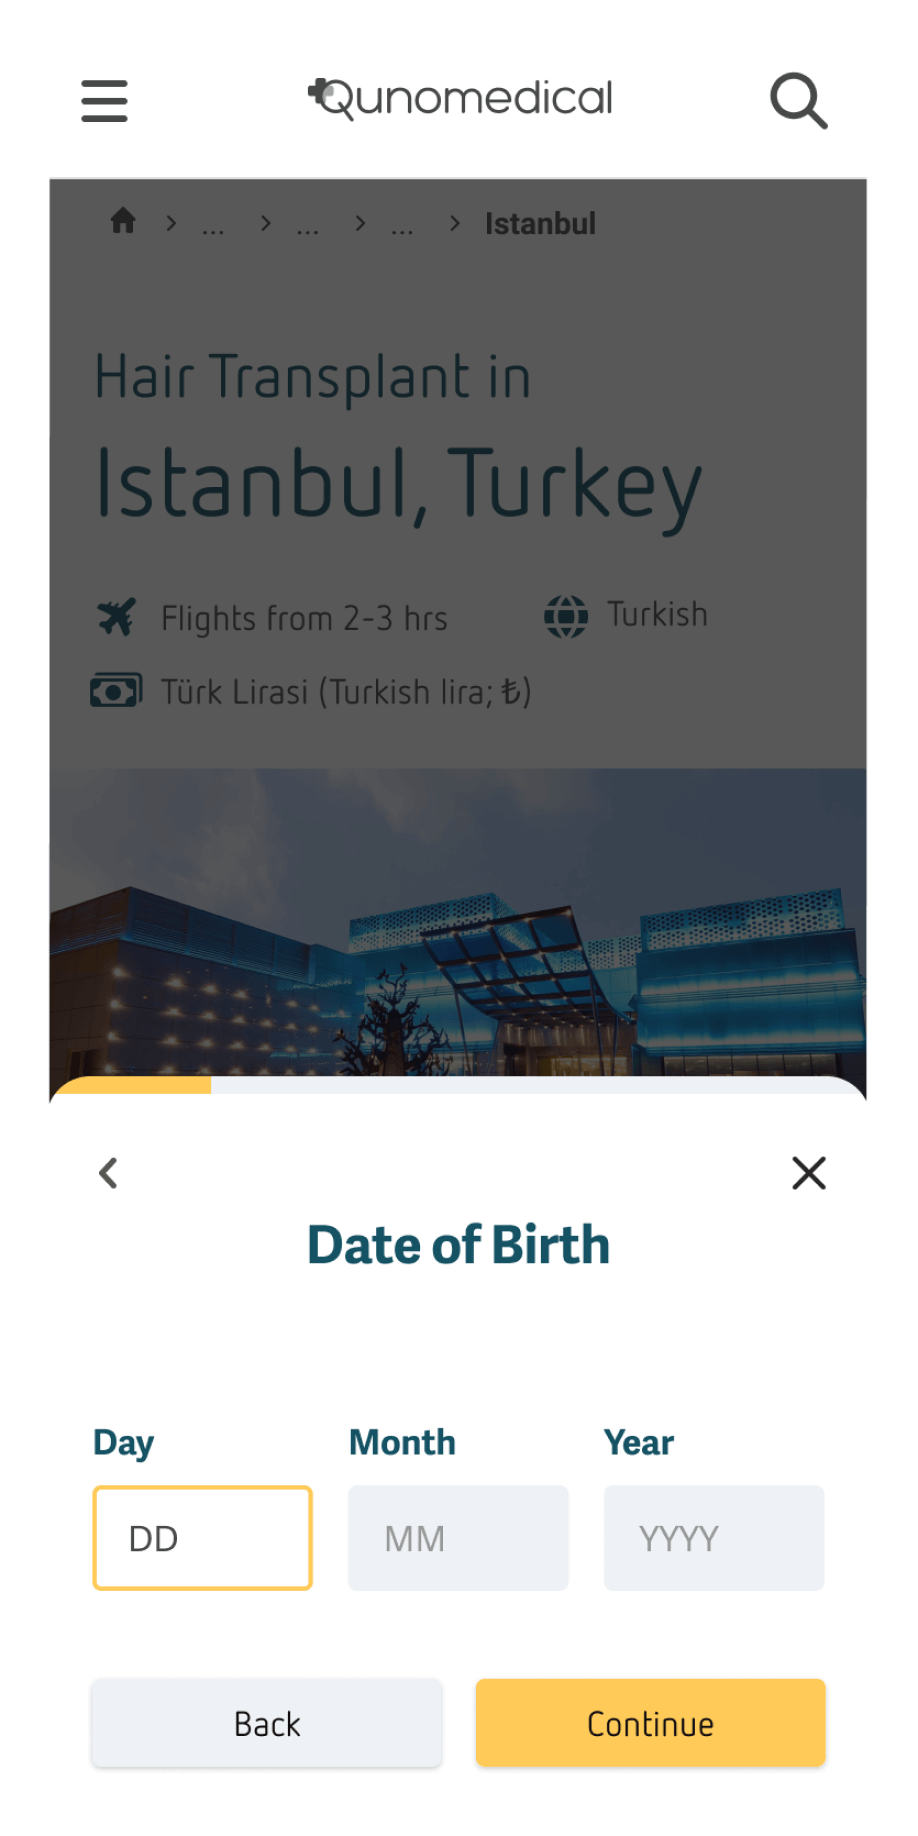 Qunomedical
> ... > ... > ... > Istanbul
Hair Transplant in
Istanbul, Turkey
Flights from 2-3 hrs
Turkish
Türk Lirasi (Turkish lira; ₺)
Date of Birth
Day Month Year
DD MM YYYY
Back Continue